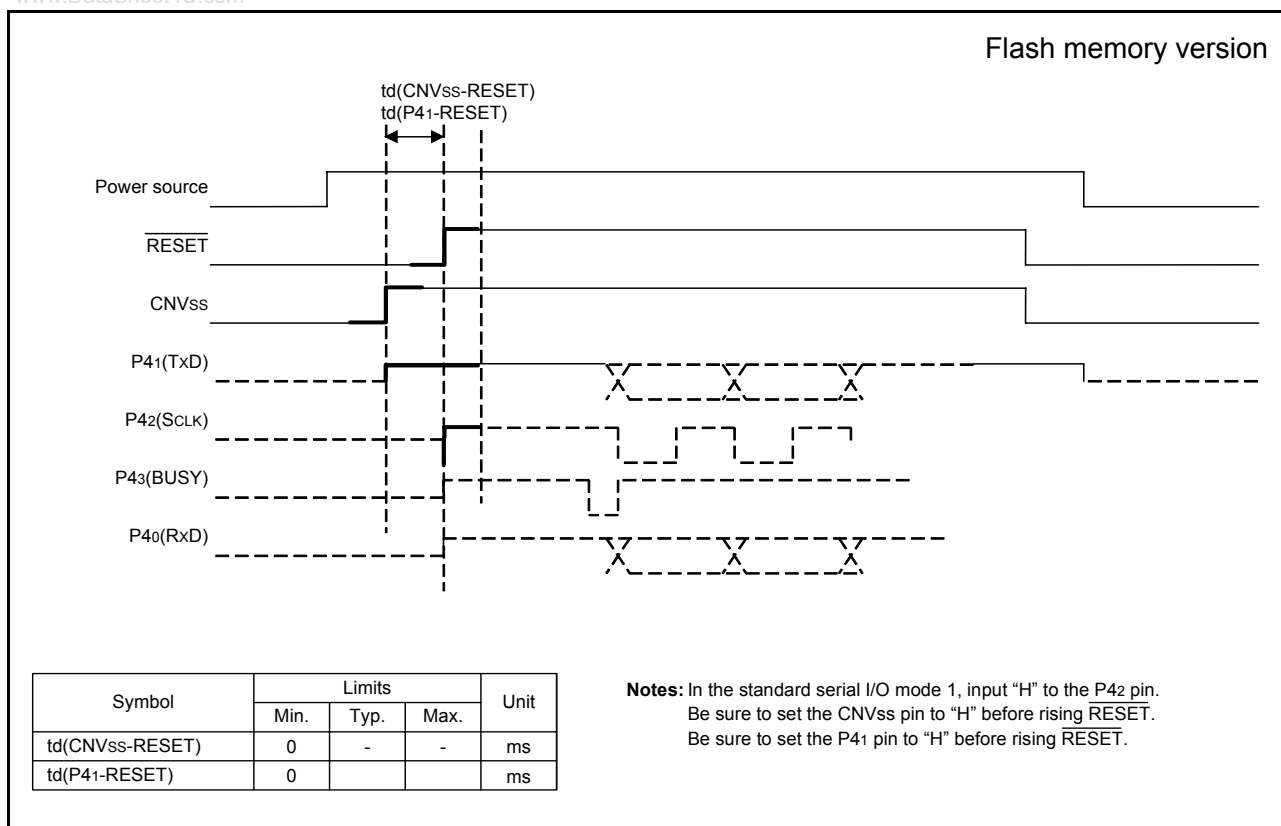 Flash memory version
td(CNVss-RESET)
td(P41-RESET)
Power source
RESET
CNVss
P41(TxD)
P42(SCLK)
P43(BUSY)
P40(RxD)
Symbol Limits Unit
Min. Typ. Max.
td(CNVss-RESET) 0 - - ms
td(P41-RESET) 0 ms
Notes: In the standard serial I/O mode 1, input “H” to the P42 pin.
Be sure to set the CNVss pin to “H” before rising RESET.
Be sure to set the P41 pin to “H” before rising RESET.